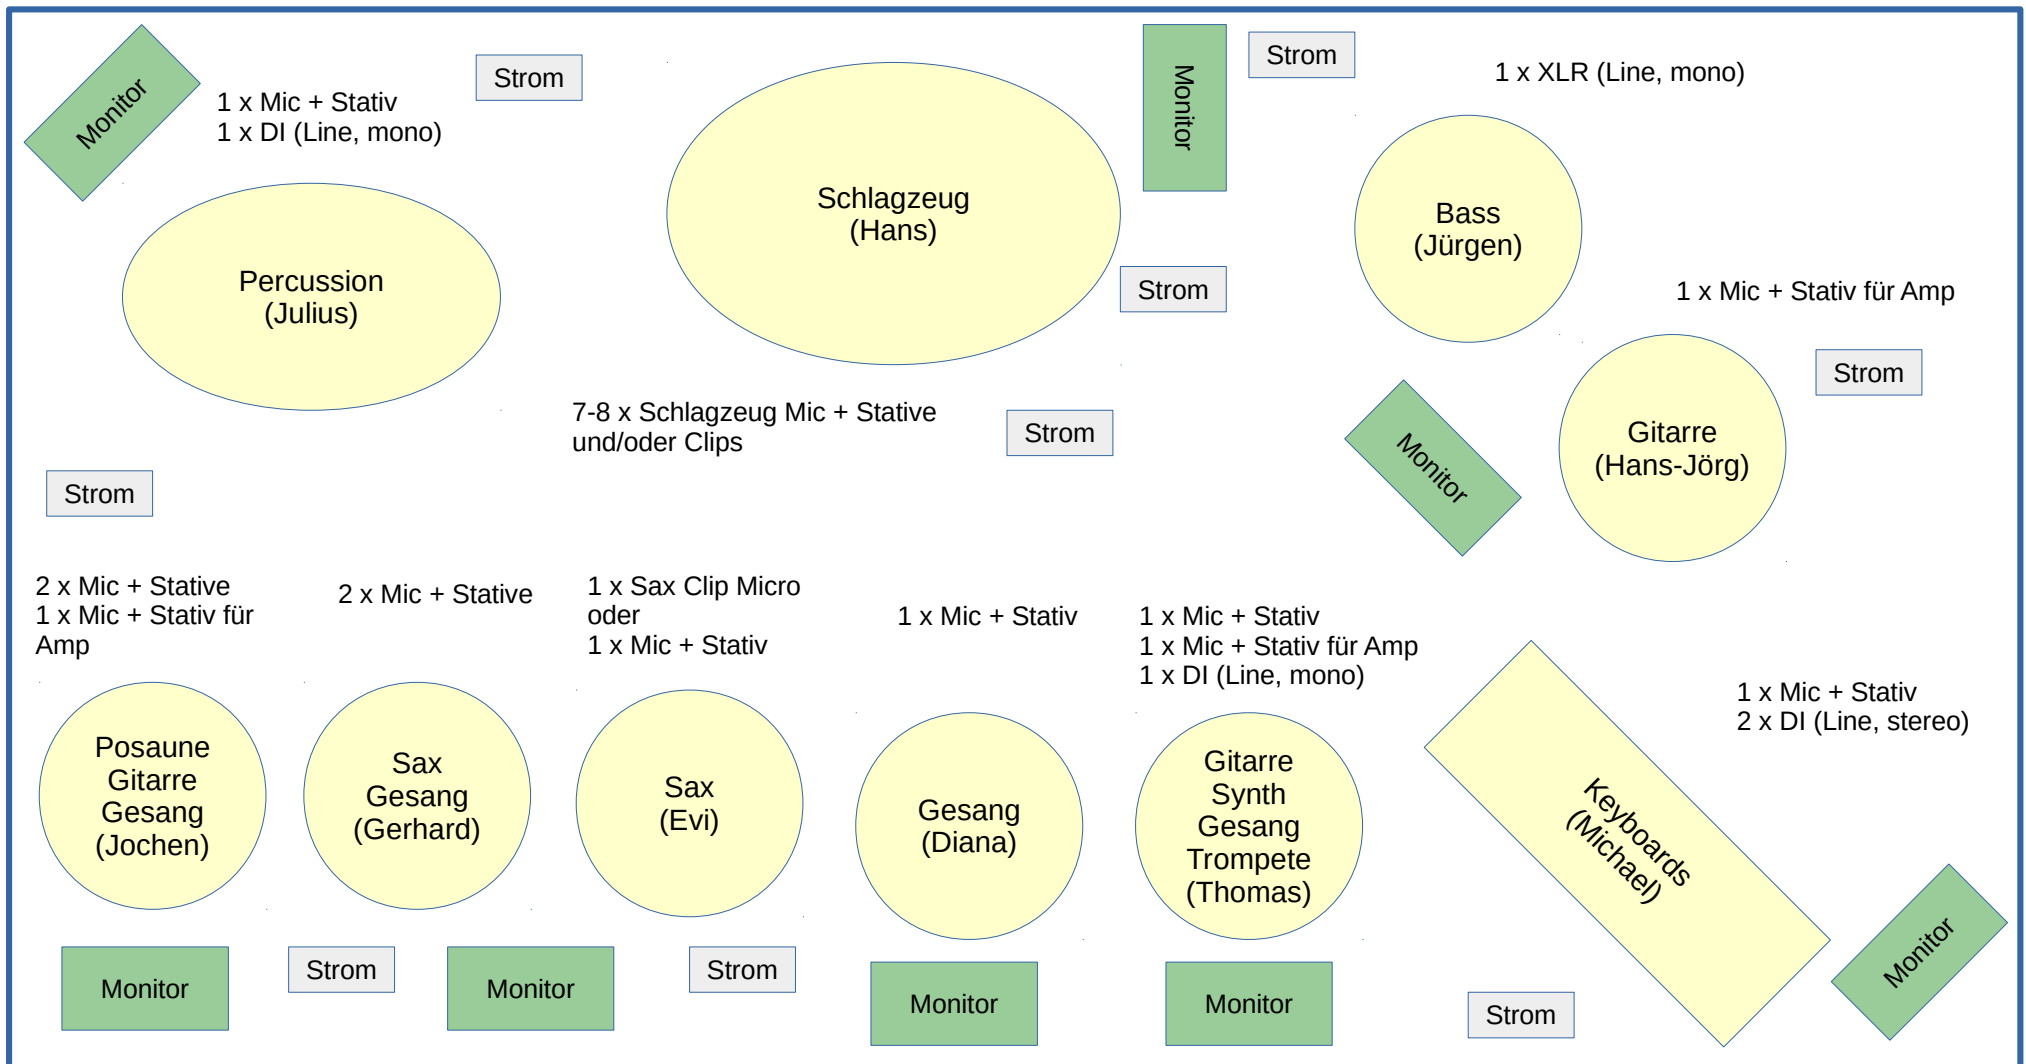 Monitor
1 x Mic + Stativ
1 x DI (Line, mono)
Strom
Monitor
Strom
1 x XLR (Line, mono)
Percussion
(Julius)
Schlagzeug
(Hans)
Bass
(Jürgen)
Strom
1 x Mic + Stativ für Amp
Strom
7-8 x Schlagzeug Mic + Stative
und/oder Clips
Strom
Monitor
Gitarre
(Hans-Jörg)
Strom
2 x Mic + Stative
1 x Mic + Stativ für
Amp
2 x Mic + Stative
1 x Sax Clip Micro
oder
1 x Mic + Stativ
1 x Mic + Stativ
1 x Mic + Stativ
1 x Mic + Stativ für Amp
1 x DI (Line, mono)
1 x Mic + Stativ
2 x DI (Line, stereo)
Posaune
Gitarre
Gesang
(Jochen)
Sax
Gesang
(Gerhard)
Sax
(Evi)
Gesang
(Diana)
Gitarre
Synth
Gesang
Trompete
(Thomas)
Keyboards
(Michael)
Monitor
Strom
Monitor
Strom
Monitor
Monitor
Strom
Monitor